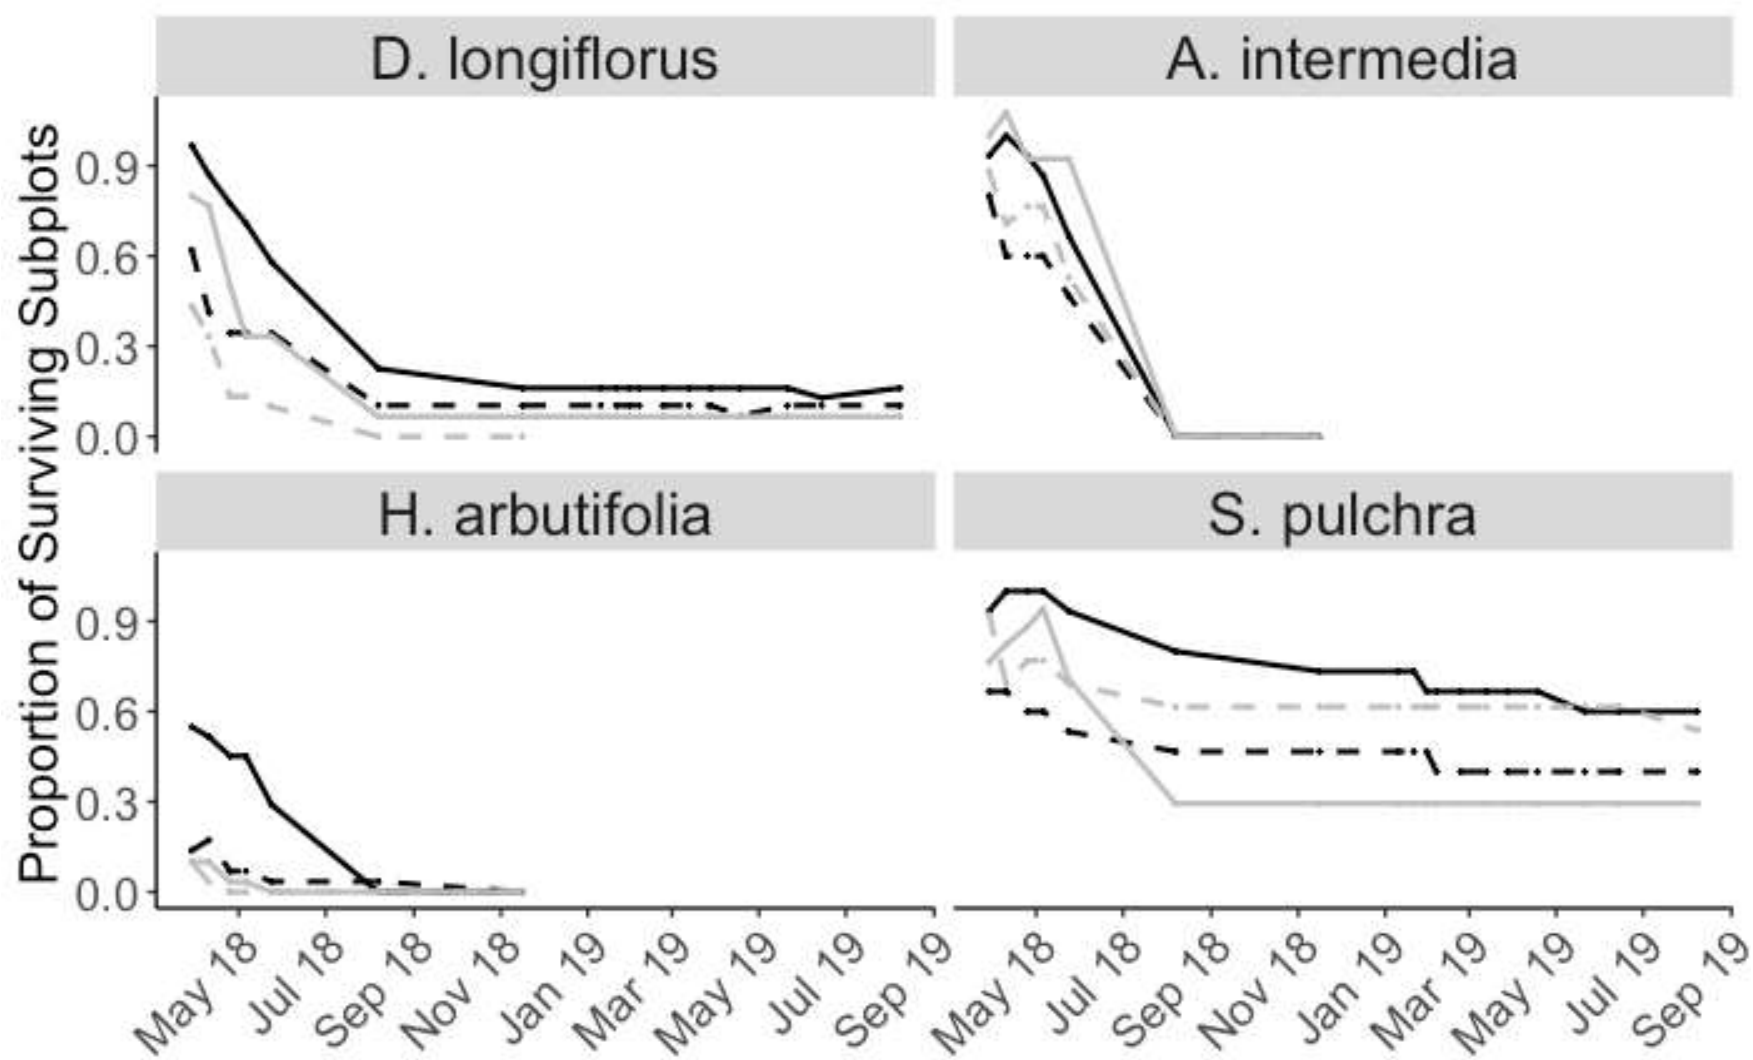 D. longiflorus
A. intermedia
Proportion of Surviving Subplots
0.9
0.6
0.3
0.0
H. arbutifolia
S. pulchra
0.9
0.6
0.3
0.0
May 18
Jul 18
Sep 18
Nov 18
Jan 19
Mar 19
May 19
Jul 19
Sep 19
May 18
Jul 18
Sep 18
Nov 18
Jan 19
Mar 19
May 19
Jul 19
Sep 19